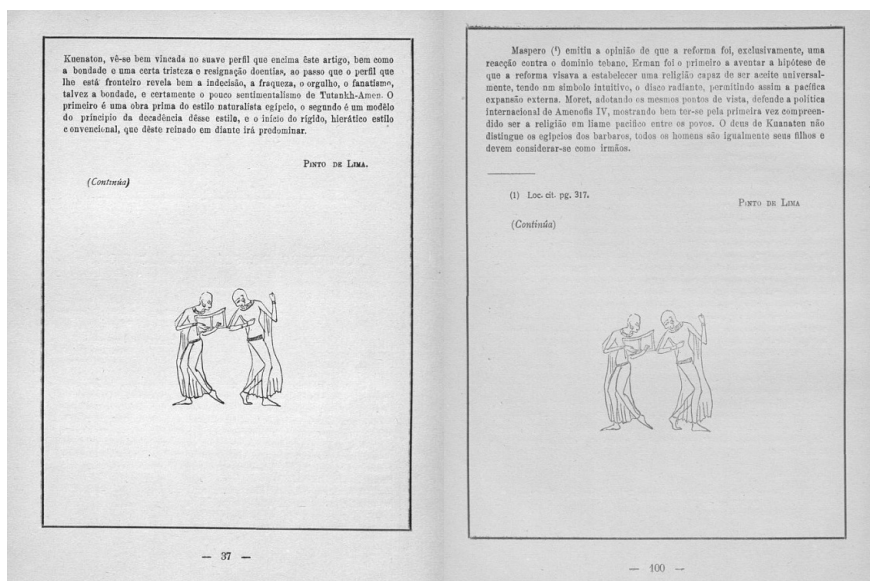 Kuenaton, vê-se bem vincada no suave perfil que encima êste artigo, bem como
a bondade e uma certa tristeza e resignação doentias, ao passo que o perfil que
lhe está fronteiro revela bem a indecisão, a fraqueza, o orgulho, o fanatismo,
talvez a bondade, e certamente o pouco sentimentalismo de Tutankh-Amen. O
primeiro é uma obra prima do estilo naturalista egípcio, o segundo é um modêlo
do principio da decadência dêsse estilo, e o início do rígido, hierático estilo
convencional, que dêste reinado em diante irá predominar.
PINTO DE LIMA.
(Continúa)
— 37 —
Maspero (¹) emitiu a opinião de que a reforma foi, exclusivamente, uma
reacção contra o dominio tebano. Erman foi o primeiro a aventar a hipótese de
que a reforma visava a estabelecer uma religião capaz de ser aceite universal-
mente, tendo um simbolo intuitivo, o disco radiante, permitindo assim a pacífica
expansão externa. Moret, adotando os mesmos pontos de vista, defende a política
internacional de Amenofis IV, mostrando bem ter-se pela primeira vez compreen-
dido ser a religião em liame pacifico entre os povos. O deus de Kuanaten não
distingue os egípcios dos barbaros, todos os homens são igualmente seus filhos e
devem considerar-se como irmãos.
(1) Loc. cit. pg. 317.
PINTO DE LIMA
(Continúa)
— 100 —